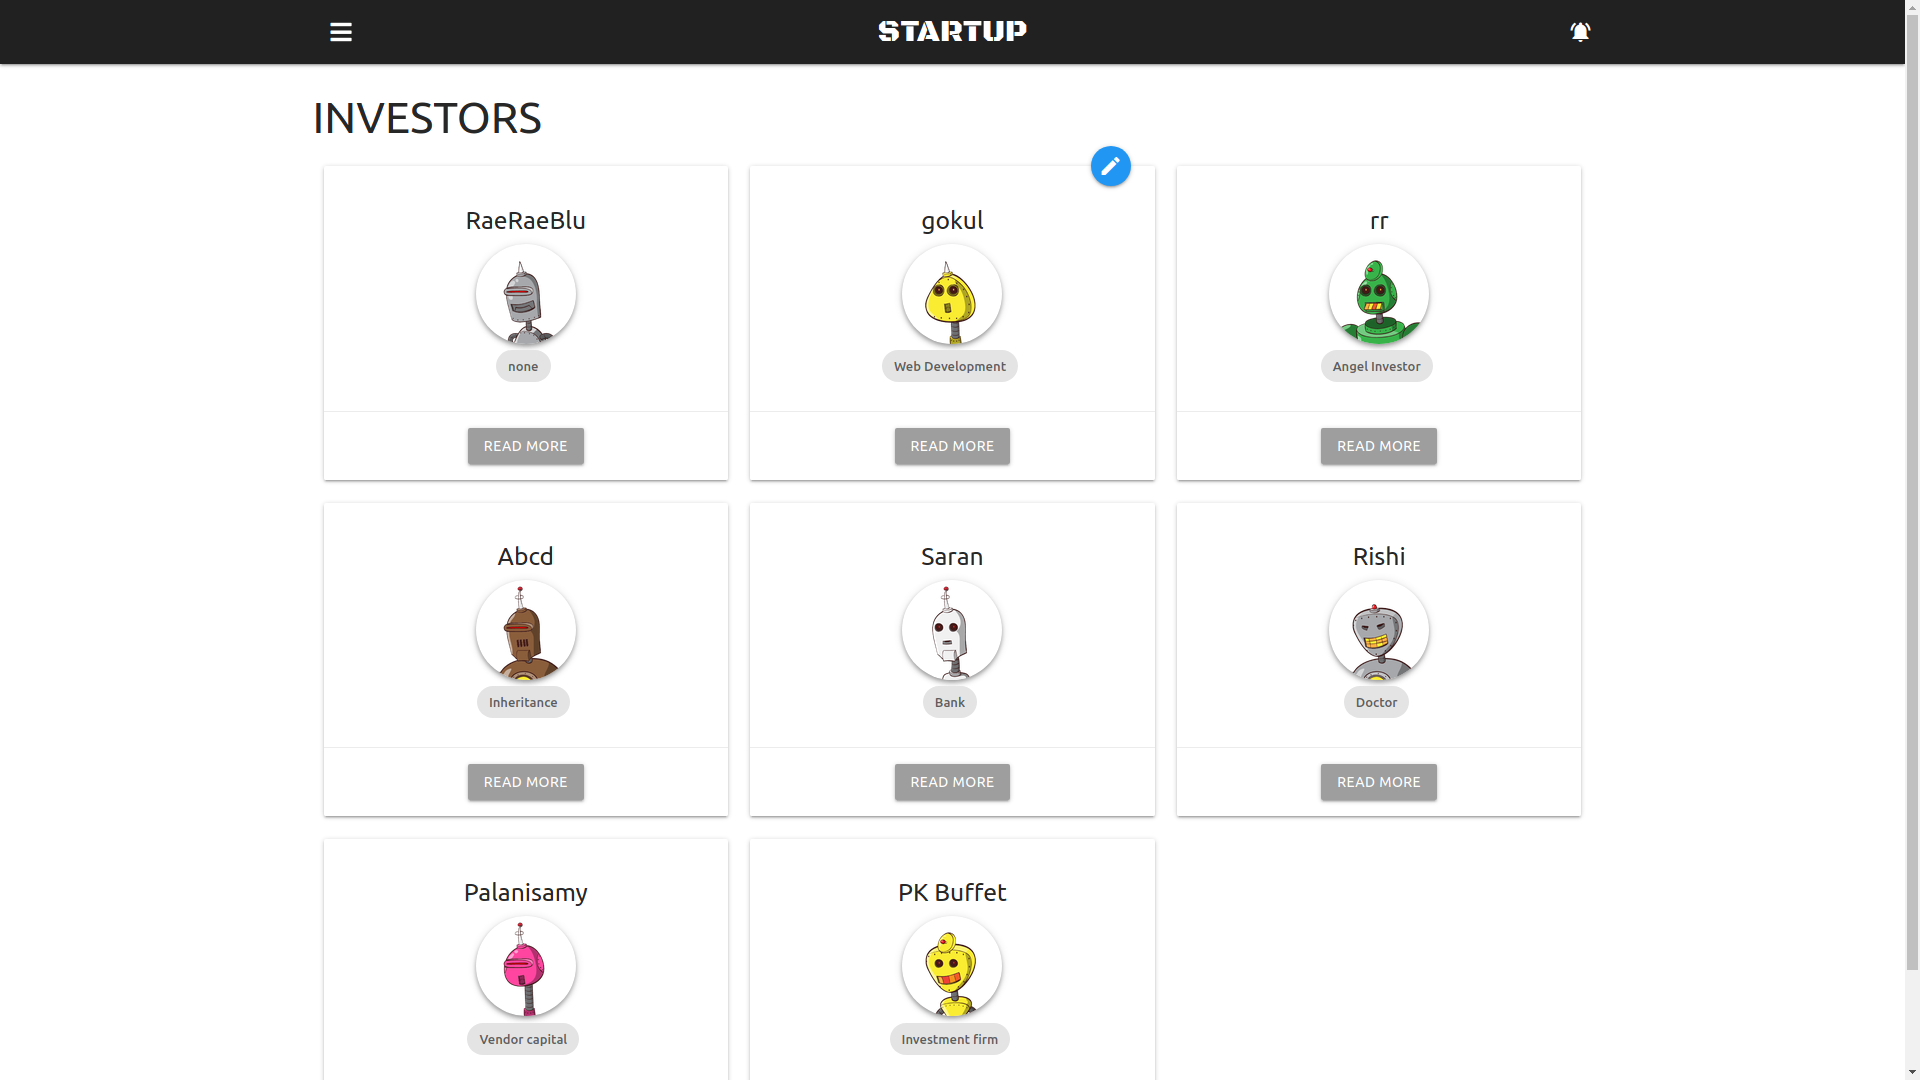 STARTUP
INVESTORS
RaeRaeBlu
none
READ MORE
gokul
Web Development
READ MORE
rr
Angel Investor
READ MORE
Abcd
Inheritance
READ MORE
Saran
Bank
READ MORE
Rishi
Doctor
READ MORE
Palanisamy
Vendor capital
PK Buffet
Investment firm